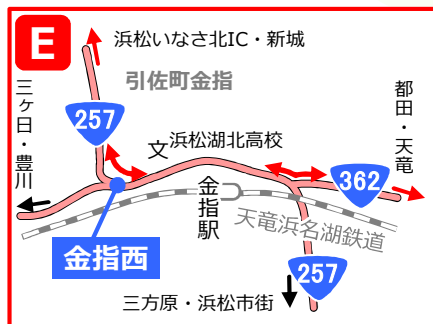 E
浜松いなさ北IC・新城
引佐町金指
三ヶ日・豊川
257
文
浜松湖北高校
都田・天竜
362
金指駅
天竜浜名湖鉄道
金指西
257
三方原・浜松市街